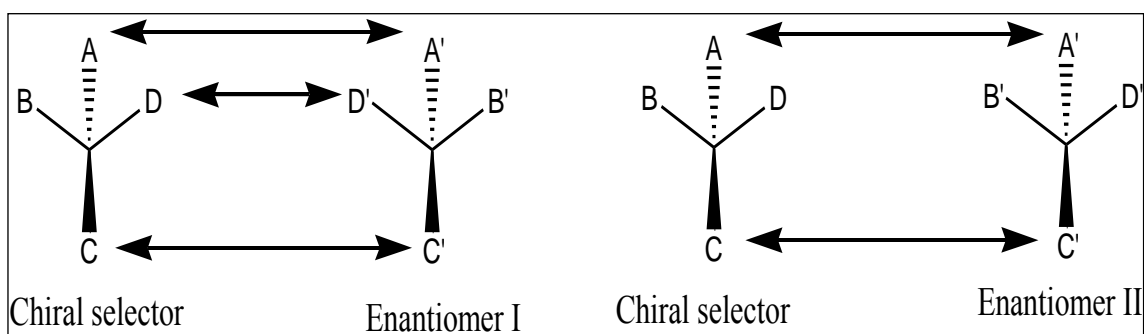 A A' A A'
B D D' B' B D B' D'
C C' C C'
Chiral selector Enantiomer I Chiral selector Enantiomer II